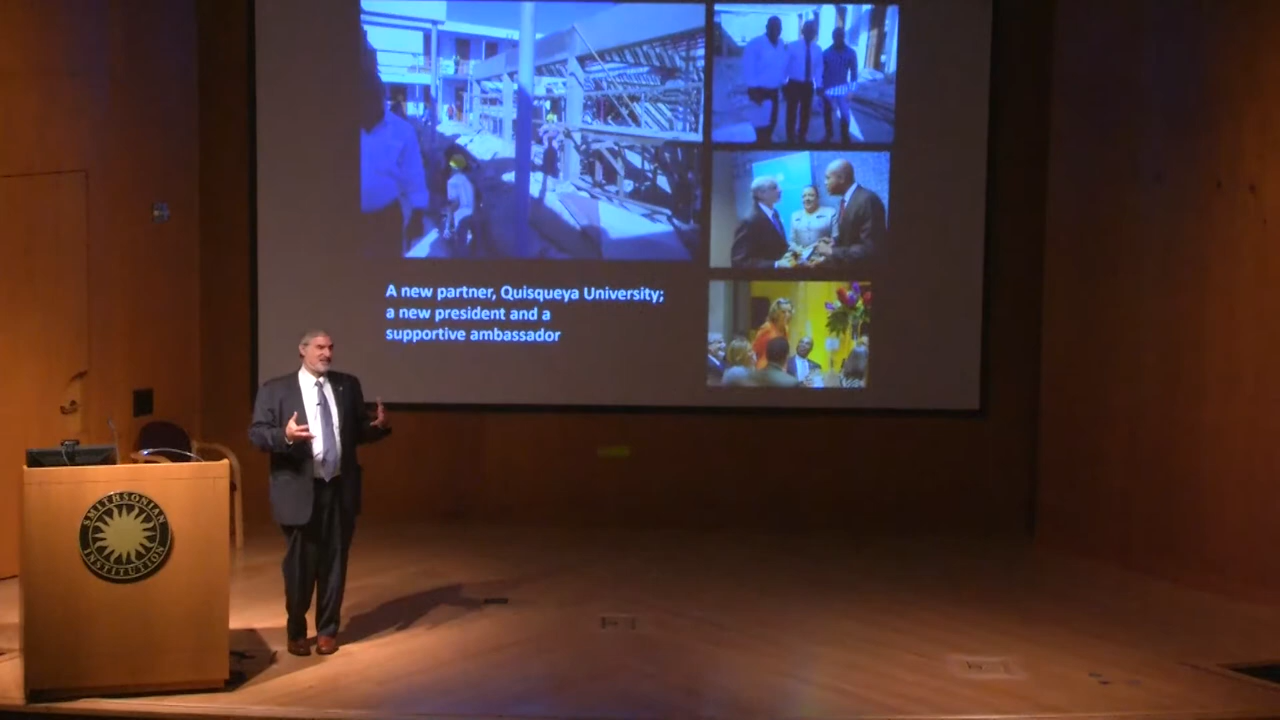 A new partner, Quisqueya University;
a new president and a
supportive ambassador
SMITHSONIAN
INSTITUTION